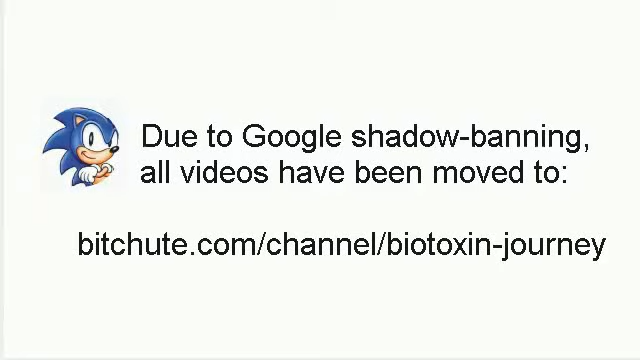 Due to Google shadow-banning,
all videos have been moved to:
bitchute.com/channel/biotoxin-journey